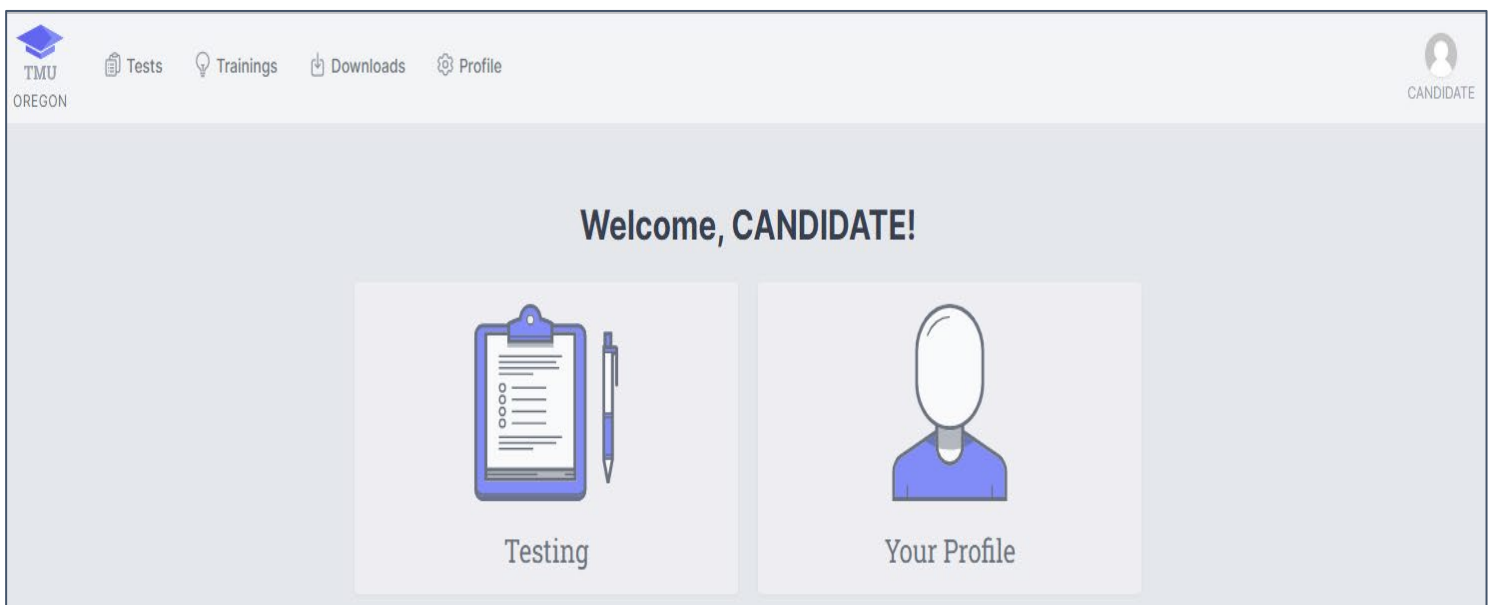 TMU
OREGON
Tests Trainings Downloads Profile
CANDIDATE
Welcome, CANDIDATE!
Testing
Your Profile